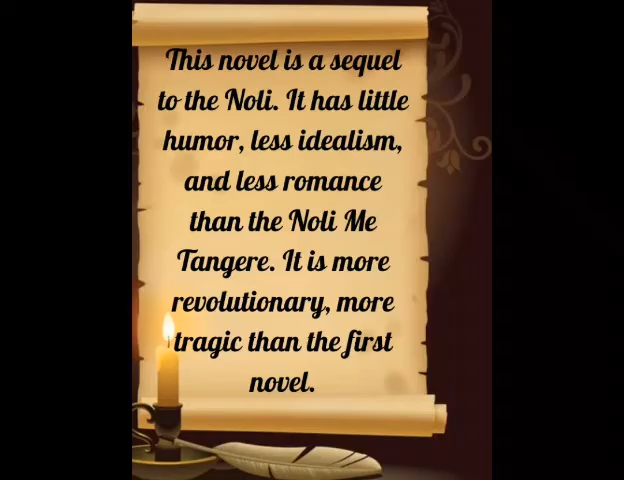 This novel is a sequel
to the Noli. It has little
humor, less idealism,
and less romance
than the Noli Me
Tangere. It is more
revolutionary, more
tragic than the first
novel.